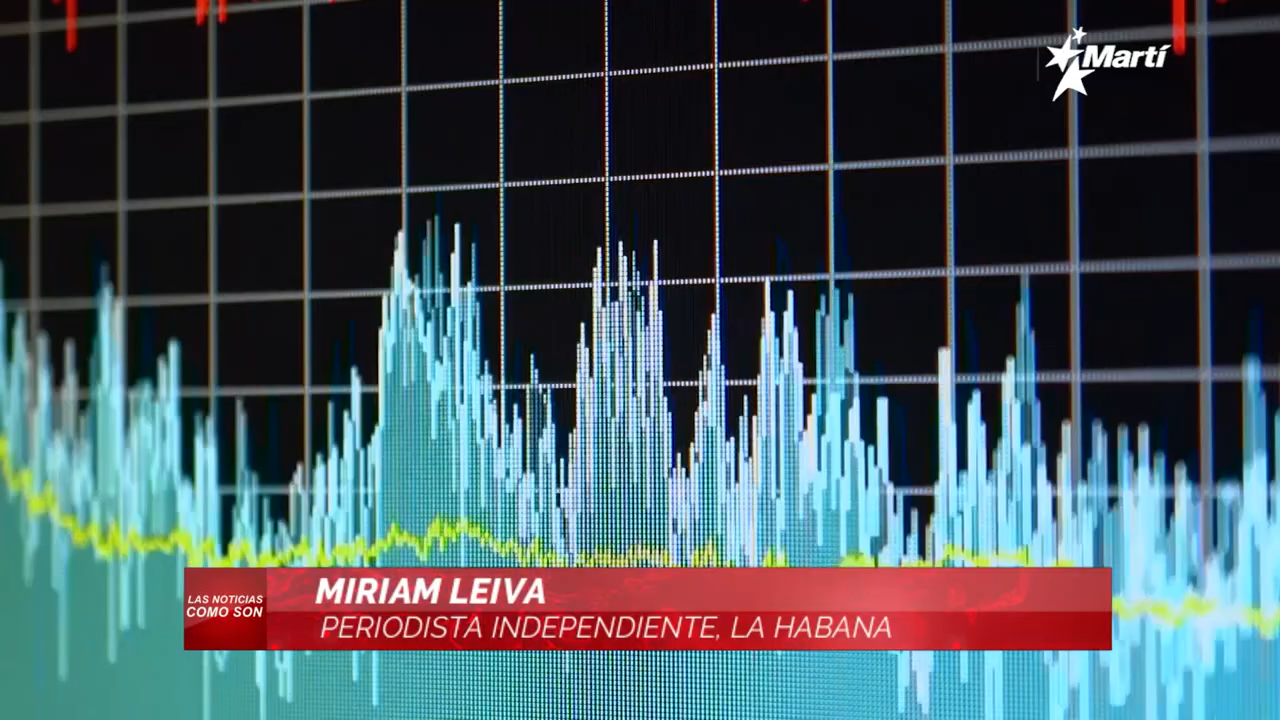 Martí
LAS NOTICIAS
COMO SON
MIRIAM LEIVA
PERIODISTA INDEPENDIENTE, LA HABANA